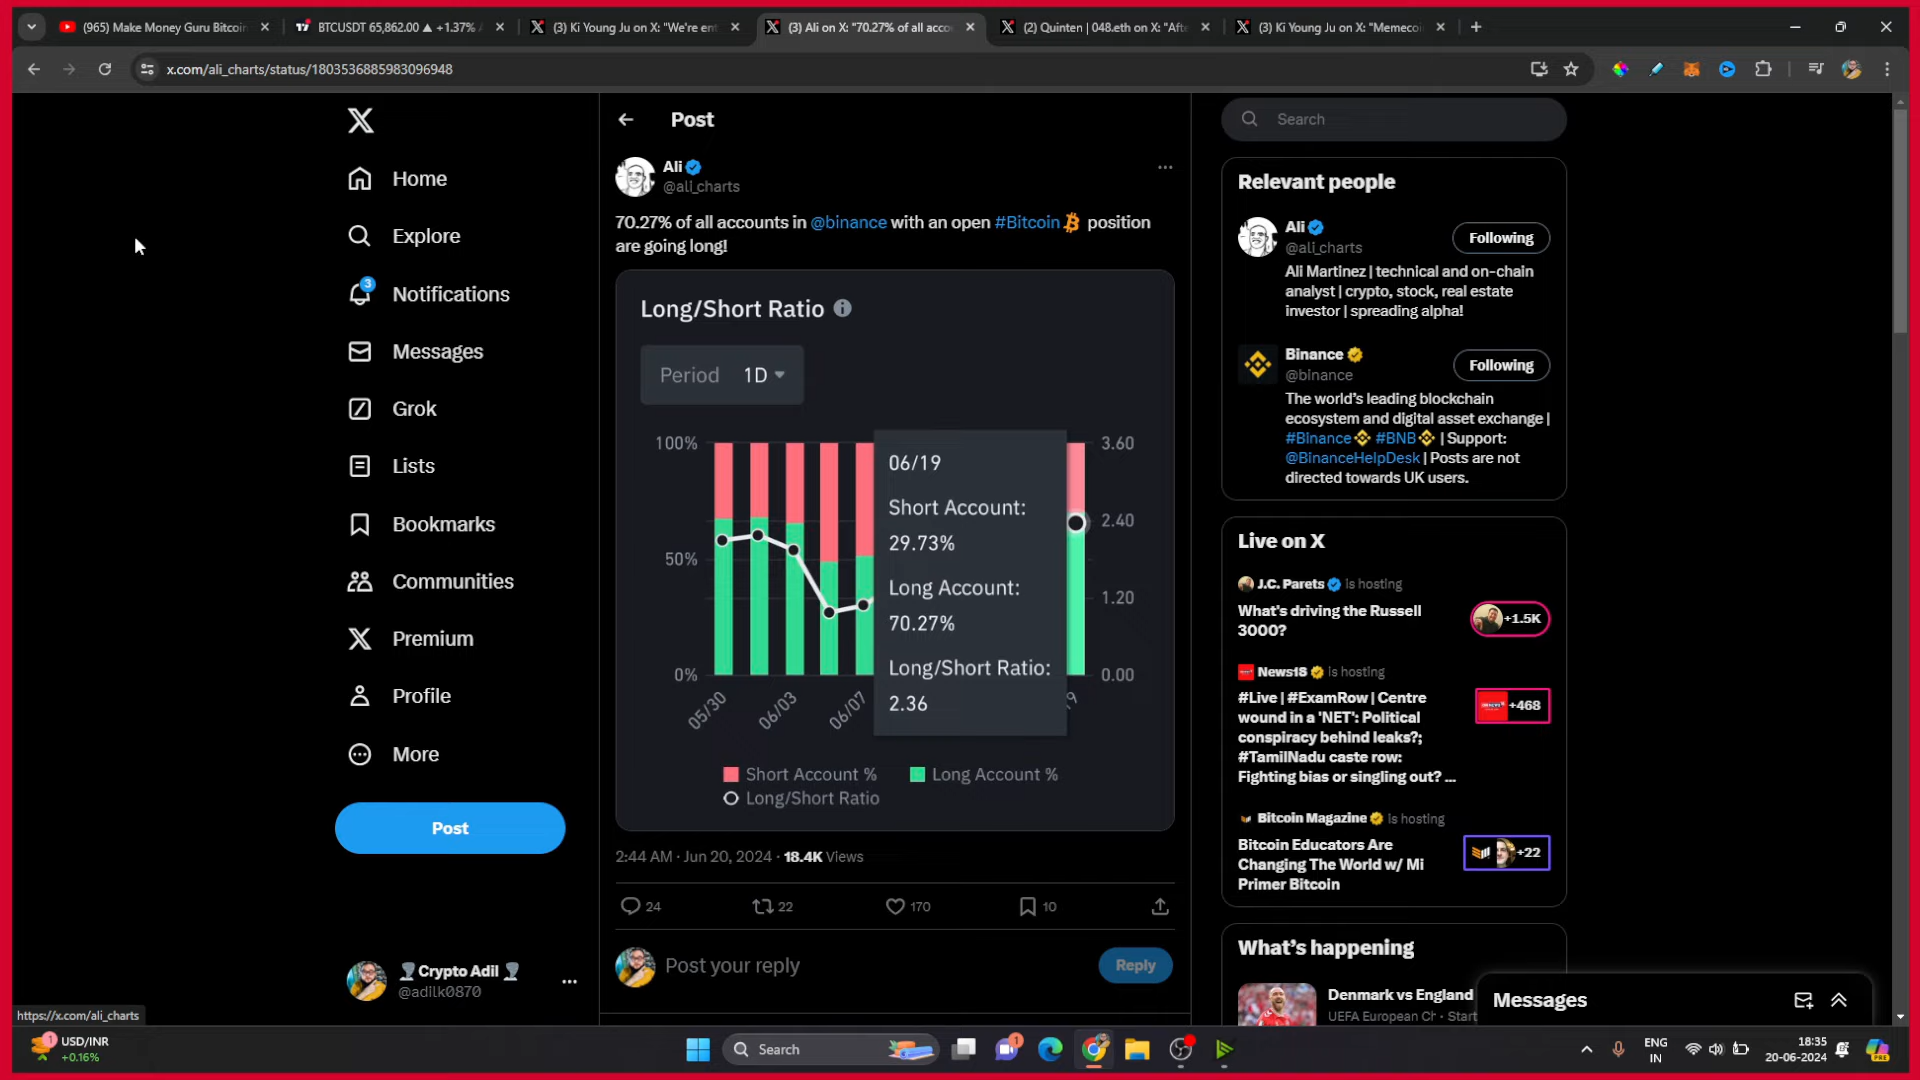 (965) Make Money Guru Bitcoin
BTCUSDT 65,862.00 ▲ +1.37%
(3) Ki Young Ju on X: "We're ent
(3) Ali on X: "70.27% of all acco
(2) Quinten | 048.eth on X: "Afte
(3) Ki Young Ju on X: "Memecoi
x.com/ali_charts/status/1803536885983096948
Home
Explore
3
Notifications
Messages
Grok
Lists
Bookmarks
Communities
Premium
Profile
More
Post
Crypto Adil
@adilk0870
https://x.com/ali_charts
Post
Ali
@ali_charts
70.27% of all accounts in @binance with an open #Bitcoin position
are going long!
Long/Short Ratio
Period 1D
100%
50%
0%
3.60
2.40
1.20
0.00
06/19
Short Account:
29.73%
Long Account:
70.27%
Long/Short Ratio:
2.36
05/30
06/03
06/07
19
Short Account %
Long Account %
Long/Short Ratio
2:44 AM · Jun 20, 2024 · 18.4K Views
24
22
170
10
Post your reply
Reply
Search
Relevant people
Ali
@ali_charts
Following
Ali Martinez | technical and on-chain
analyst | crypto, stock, real estate
investor | spreading alpha!
Binance
@binance
Following
The world's leading blockchain
ecosystem and digital asset exchange |
#Binance #BNB | Support:
@BinanceHelpDesk | Posts are not
directed towards UK users.
Live on X
J.C. Parets is hosting
What's driving the Russell
3000?
+1.5K
News18 is hosting
#Live | #ExamRow | Centre
wound in a 'NET': Political
conspiracy behind leaks?;
#TamilNadu caste row:
Fighting bias or singling out? ...
+468
Bitcoin Magazine is hosting
Bitcoin Educators Are
Changing The World w/ Mi
Primer Bitcoin
+22
What's happening
Denmark vs England
UEFA European Ch · Start
Messages
1
USD/INR
+0.16%
Search
1
ENG
IN
18:35
20-06-2024
PRE